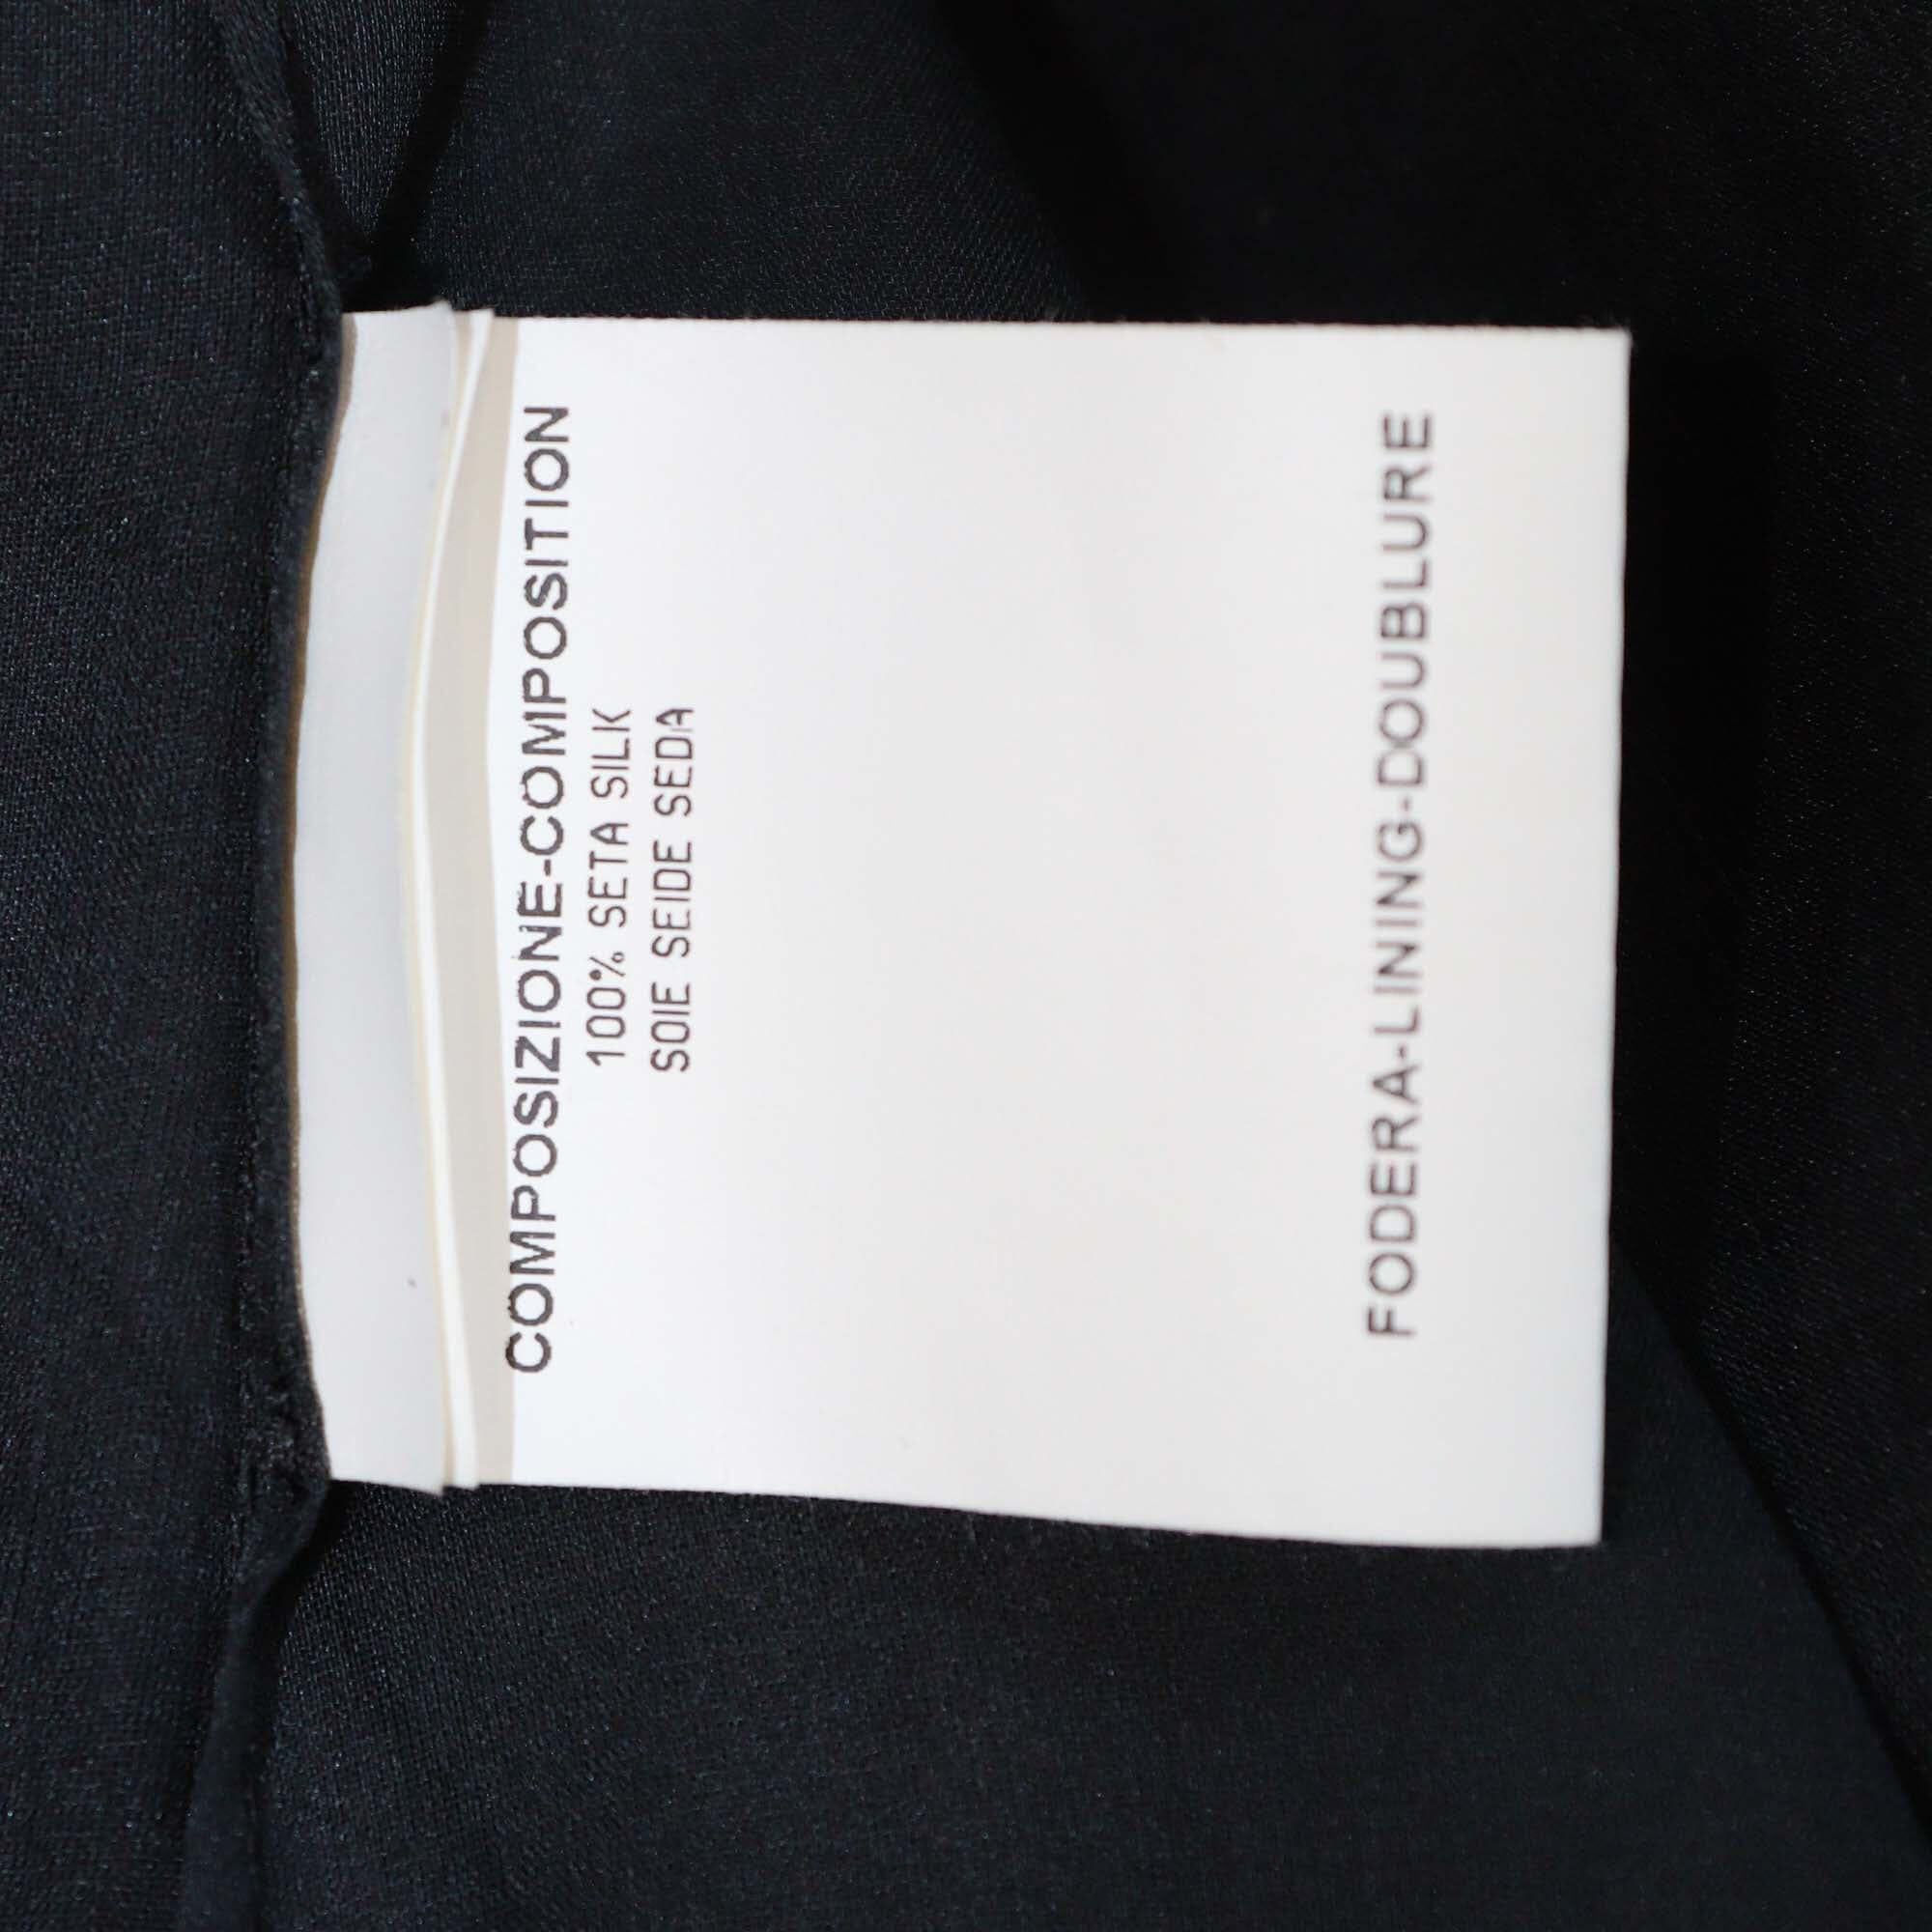 COMPOSIZIONE-COMPOSITION
100% SETA SILK
SOIE SEIDE SEDA
FODERA-LINING-DOUBLURE